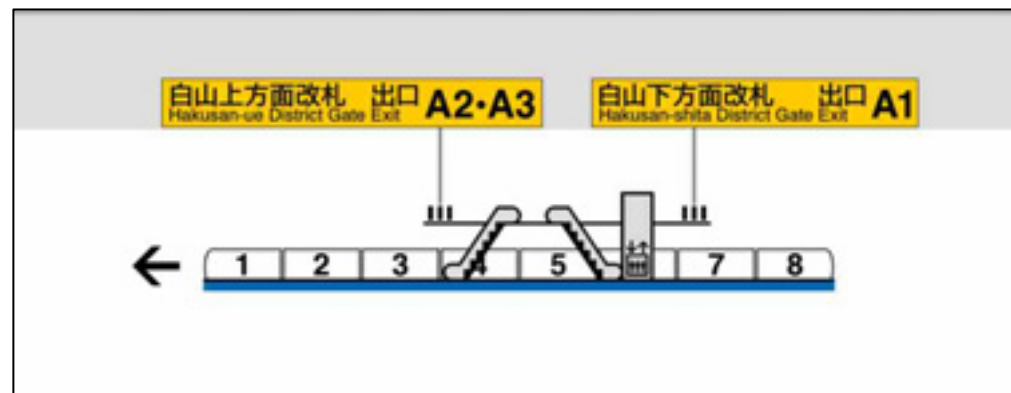 白山上方面改札 出口 A2・A3
Hakusan-ue District Gate Exit
白山下方面改札 出口 A1
Hakusan-shita District Gate Exit
← 1 2 3 4 5 7 8